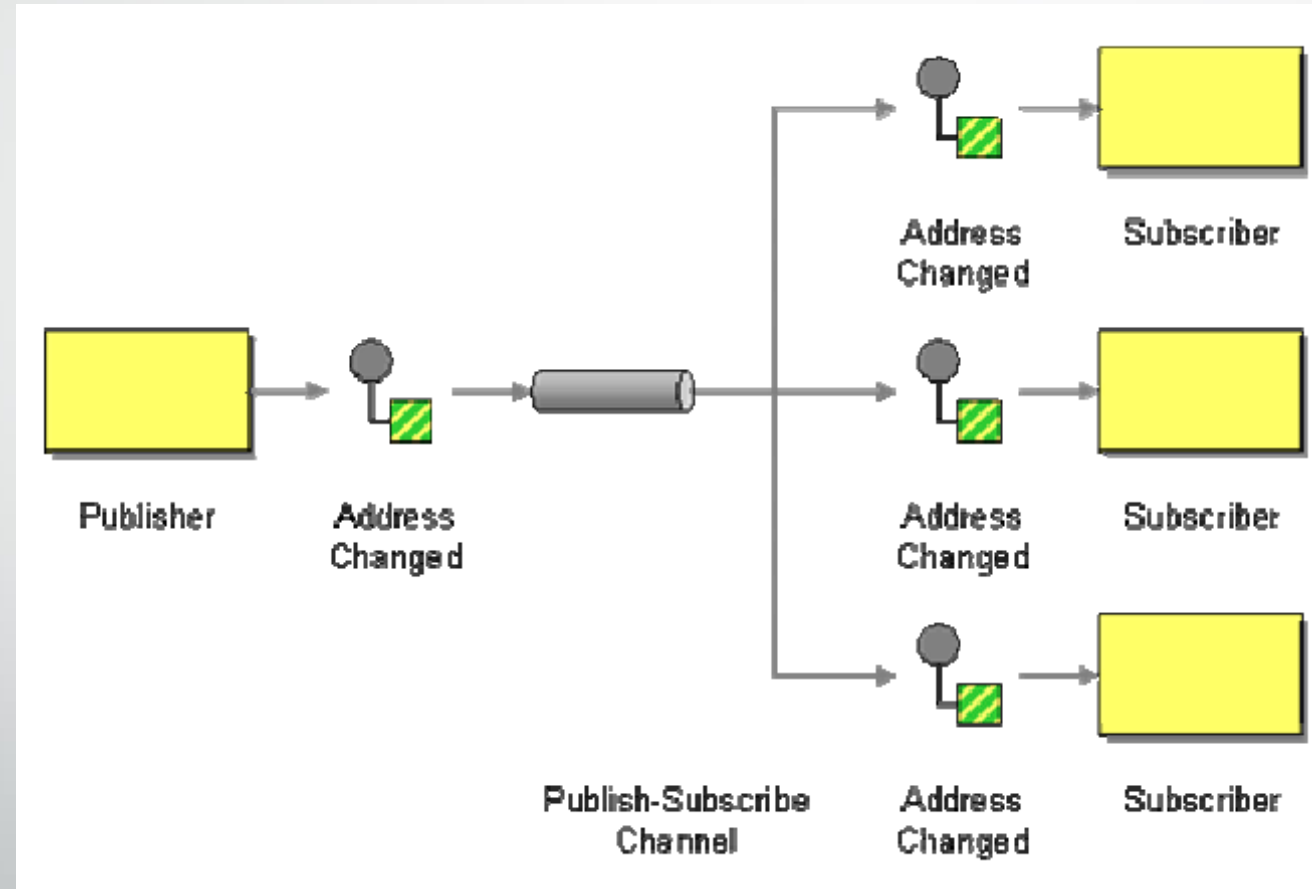 Address
Changed
Subscriber
Publisher
Address
Changed
Address
Changed
Subscriber
Publish-Subscribe
Channel
Address
Changed
Subscriber